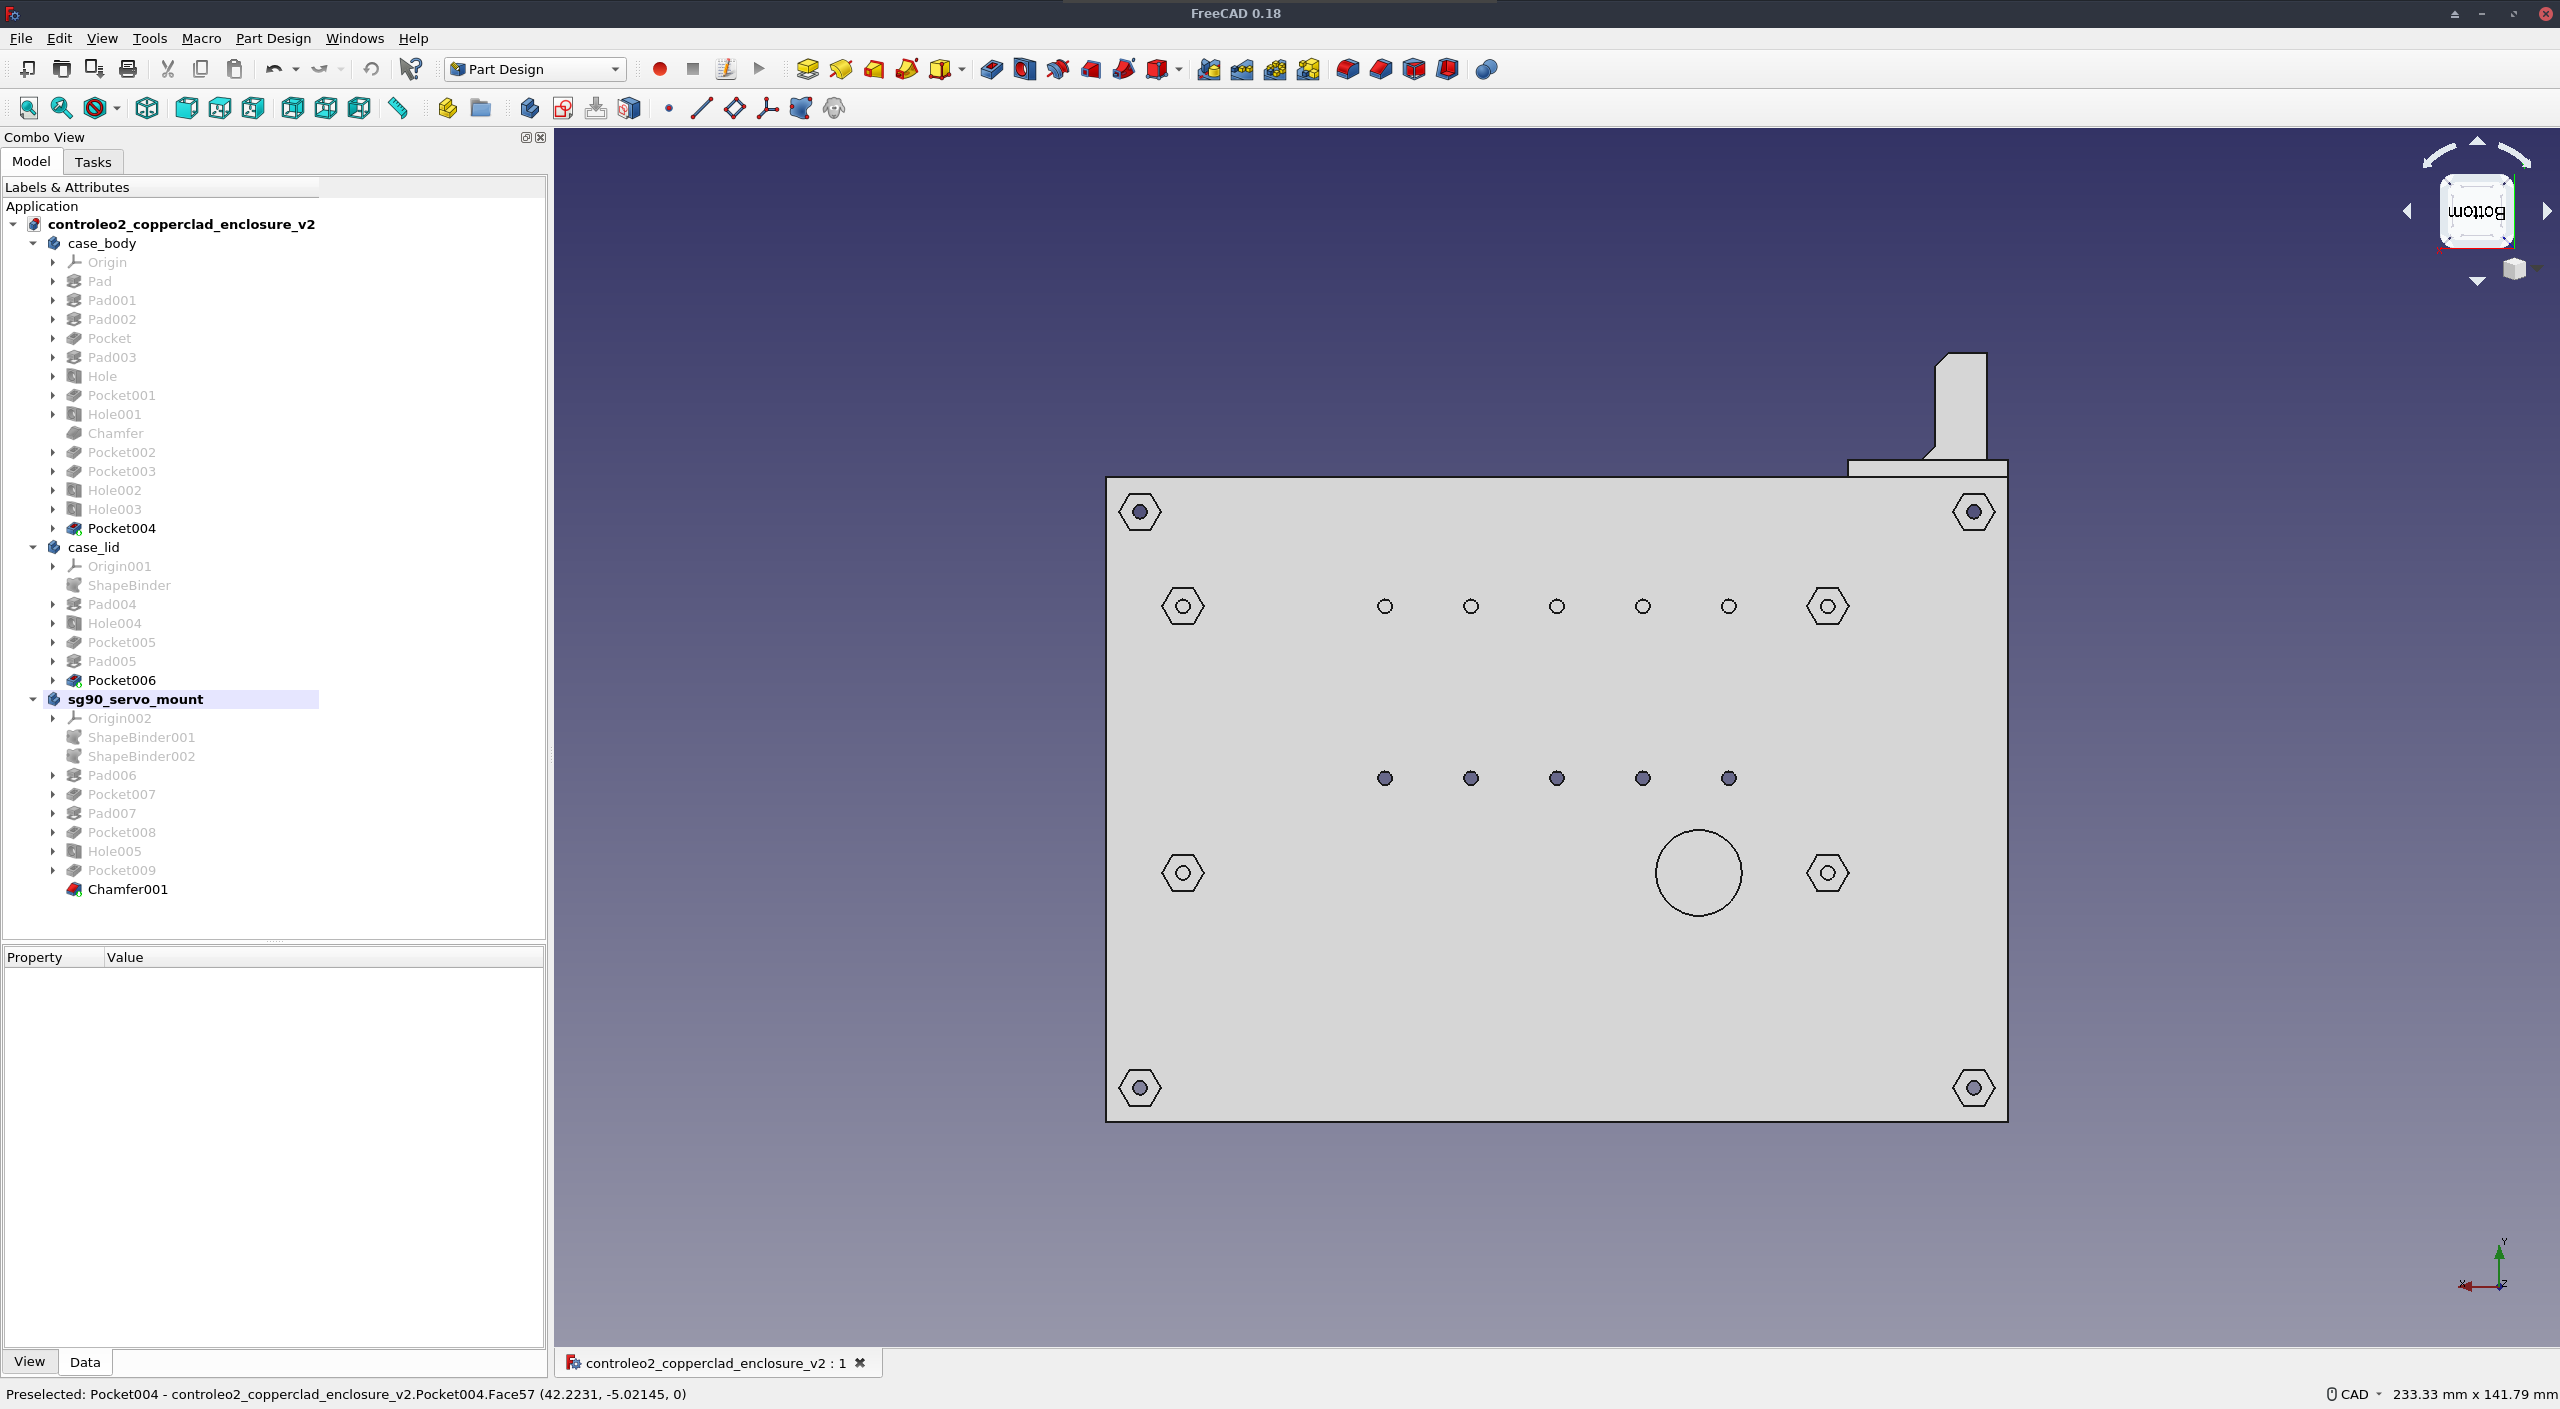 FreeCAD 0.18
File Edit View Tools Macro Part Design Windows Help
Part Design
Combo View
Model Tasks
Labels & Attributes
Application
controleo2_copperclad_enclosure_v2
case_body
Origin
Pad
Pad001
Pad002
Pocket
Pad003
Hole
Pocket001
Hole001
Chamfer
Pocket002
Pocket003
Hole002
Hole003
Pocket004
case_lid
Origin001
ShapeBinder
Pad004
Hole004
Pocket005
Pad005
Pocket006
sg90_servo_mount
Origin002
ShapeBinder001
ShapeBinder002
Pad006
Pocket007
Pad007
Pocket008
Hole005
Pocket009
Chamfer001
Property Value
View Data
Bottom
Y
X Z
controleo2_copperclad_enclosure_v2 : 1
Preselected: Pocket004 - controleo2_copperclad_enclosure_v2.Pocket004.Face57 (42.2231, -5.02145, 0)
CAD 233.33 mm x 141.79 mm